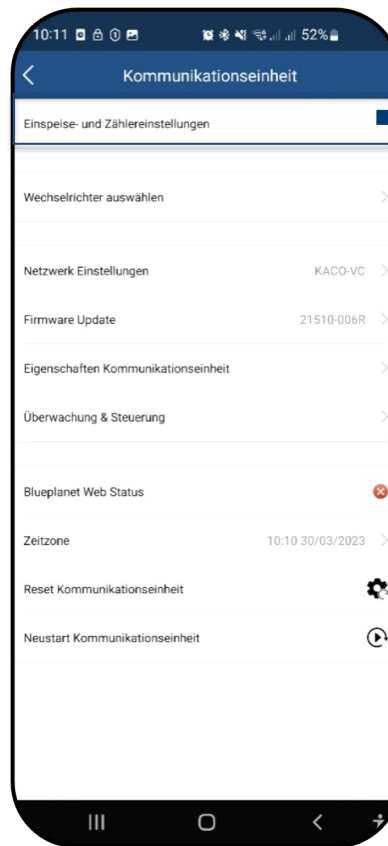 10:11 52%
Kommunikationseinheit
Einspeise- und Zählereinstellungen
Wechselrichter auswählen
Netzwerk Einstellungen KACO-VC
Firmware Update 21510-006R
Eigenschaften Kommunikationseinheit
Überwachung & Steuerung
Blueplanet Web Status
Zeitzone 10:10 30/03/2023
Reset Kommunikationseinheit
Neustart Kommunikationseinheit